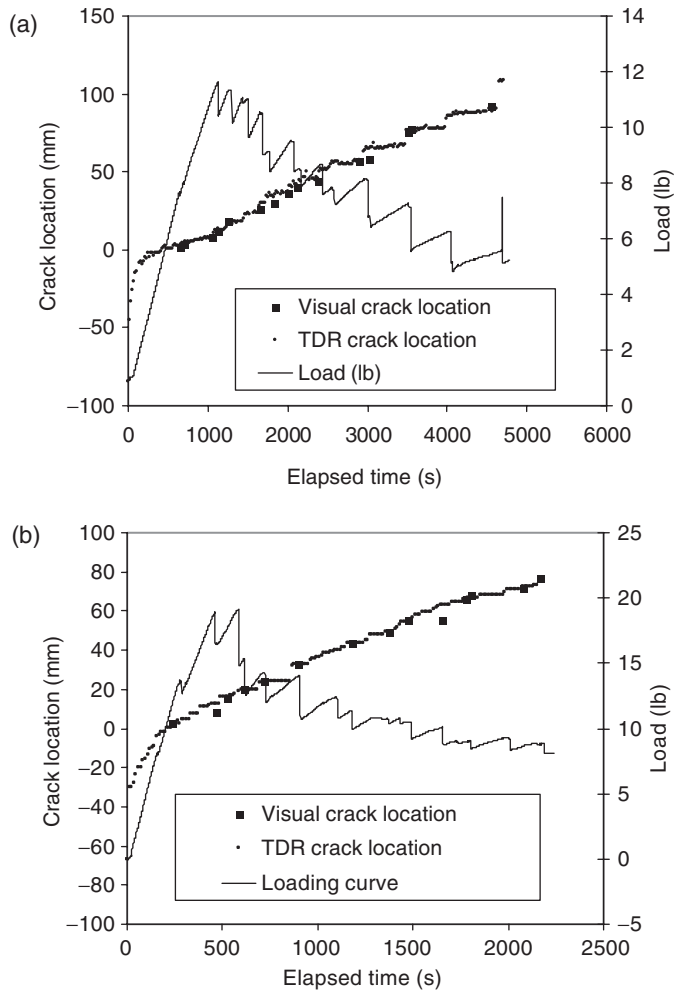 (a)
150
100
50
0
−50
−100
Crack location (mm)
14
12
10
8
6
4
2
0
Load (lb)
Visual crack location
TDR crack location
Load (lb)
0 1000 2000 3000 4000 5000 6000
Elapsed time (s)
(b)
100
80
60
40
20
0
−20
−40
−60
−80
−100
Crack location (mm)
25
20
15
10
5
0
−5
Load (lb)
Visual crack location
TDR crack location
Loading curve
0 500 1000 1500 2000 2500
Elapsed time (s)